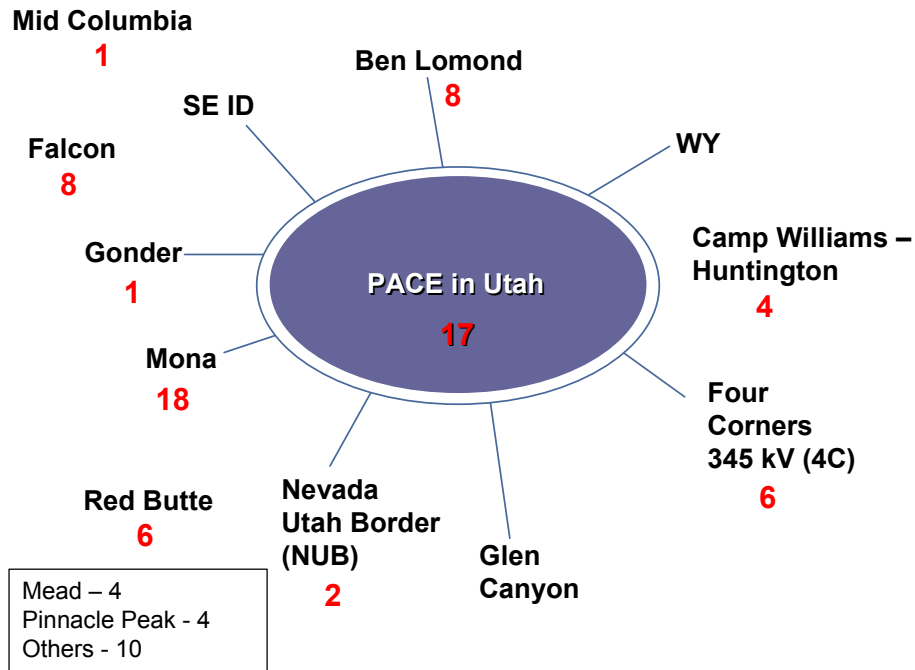 Mid Columbia
1
Ben Lomond
8
SE ID
WY
Falcon
8
Gonder
1
Camp Williams –
Huntington
4
PACE in Utah
17
Mona
18
Four
Corners
345 kV (4C)
6
Red Butte
6
Nevada
Utah Border
(NUB)
2
Glen
Canyon
Mead – 4
Pinnacle Peak - 4
Others - 10